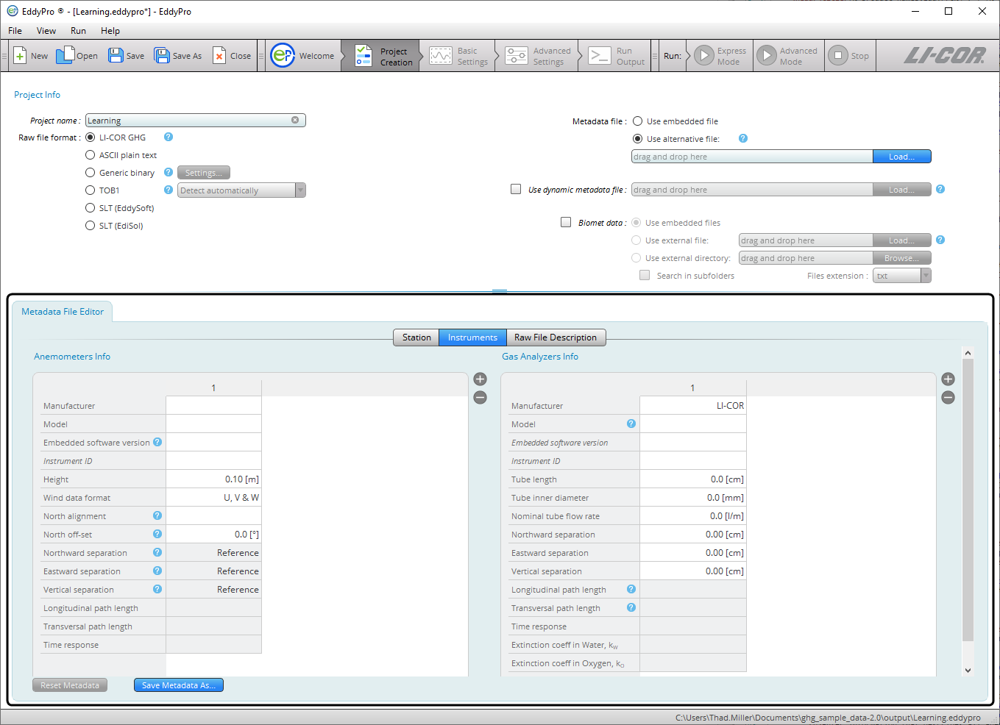 EddyPro ® - [Learning.eddypro*] - EddyPro
File View Run Help
New Open Save Save As Close ep Welcome Project Creation Basic Settings Advanced Settings Run Output Run: Express Mode Advanced Mode Stop LI-COR®
Project Info
Project name : Learning
Raw file format : LI-COR GHG ?
ASCII plain text
Generic binary ? Settings...
TOB1 ? Detect automatically
SLT (EddySoft)
SLT (EdiSol)
Metadata file : Use embedded file
Use alternative file: ?
drag and drop here Load...
Use dynamic metadata file : drag and drop here Load... ?
Biomet data : Use embedded files
Use external file: drag and drop here Load... ?
Use external directory: drag and drop here Browse...
Search in subfolders Files extension : txt
Metadata File Editor
Station Instruments Raw File Description
Anemometers Info
1
Manufacturer
Model
Embedded software version ?
Instrument ID
Height 0.10 [m]
Wind data format U, V & W
North alignment ?
North off-set ? 0.0 [°]
Northward separation ? Reference
Eastward separation ? Reference
Vertical separation ? Reference
Longitudinal path length
Transversal path length
Time response
Gas Analyzers Info
1
Manufacturer LI-COR
Model ?
Embedded software version
Instrument ID
Tube length 0.0 [cm]
Tube inner diameter 0.0 [mm]
Nominal tube flow rate 0.0 [l/m]
Northward separation 0.00 [cm]
Eastward separation 0.00 [cm]
Vertical separation 0.00 [cm]
Longitudinal path length ?
Transversal path length ?
Time response
Extinction coeff in Water, kW
Extinction coeff in Oxygen, kO
Reset Metadata Save Metadata As...
C:\Users\Thad.Miller\Documents\ghg_sample_data-2.0\output\Learning.eddypro